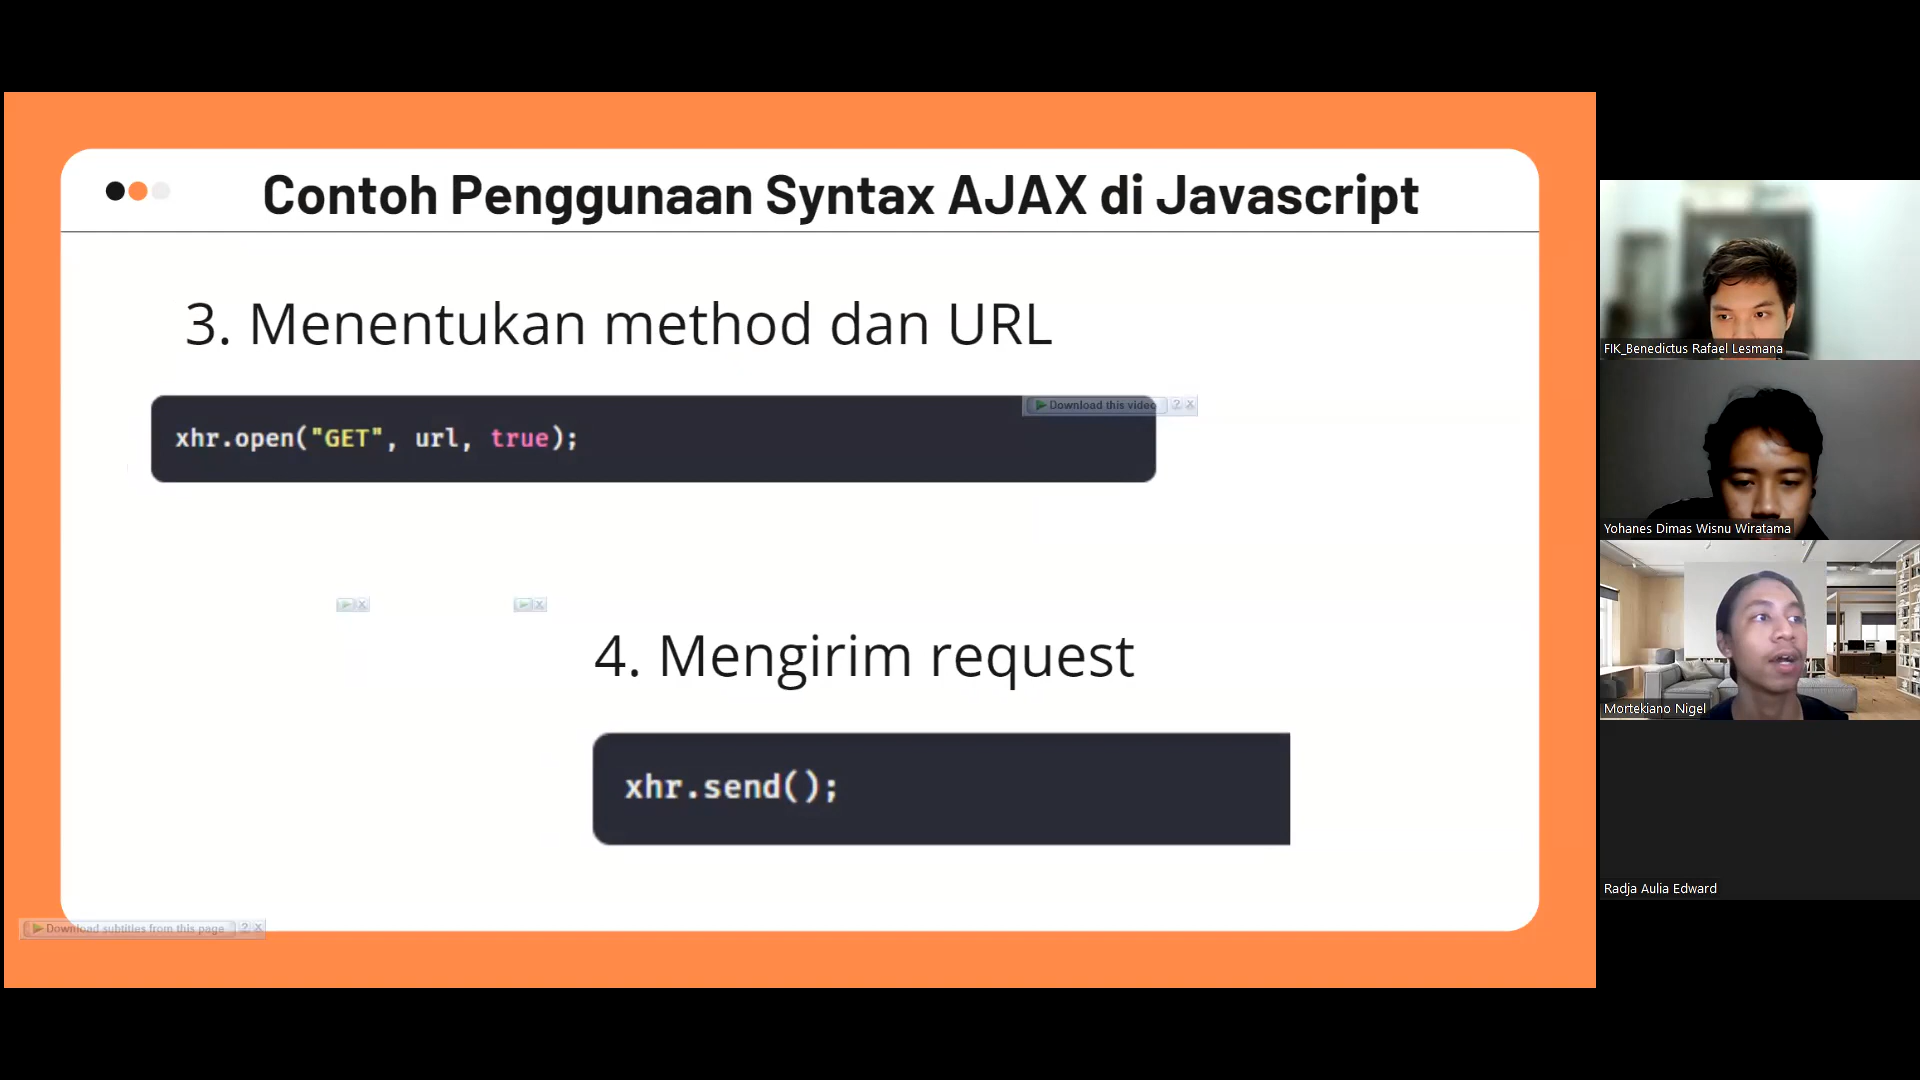 Contoh Penggunaan Syntax AJAX di Javascript
3. Menentukan method dan URL
Download this video ? X
xhr.open("GET", url, true);
X
X
4. Mengirim request
xhr.send();
Download subtitles from this page ? X
FIK_Benedictus Rafael Lesmana
Yohanes Dimas Wisnu Wiratama
Mortekiano Nigel
Radja Aulia Edward